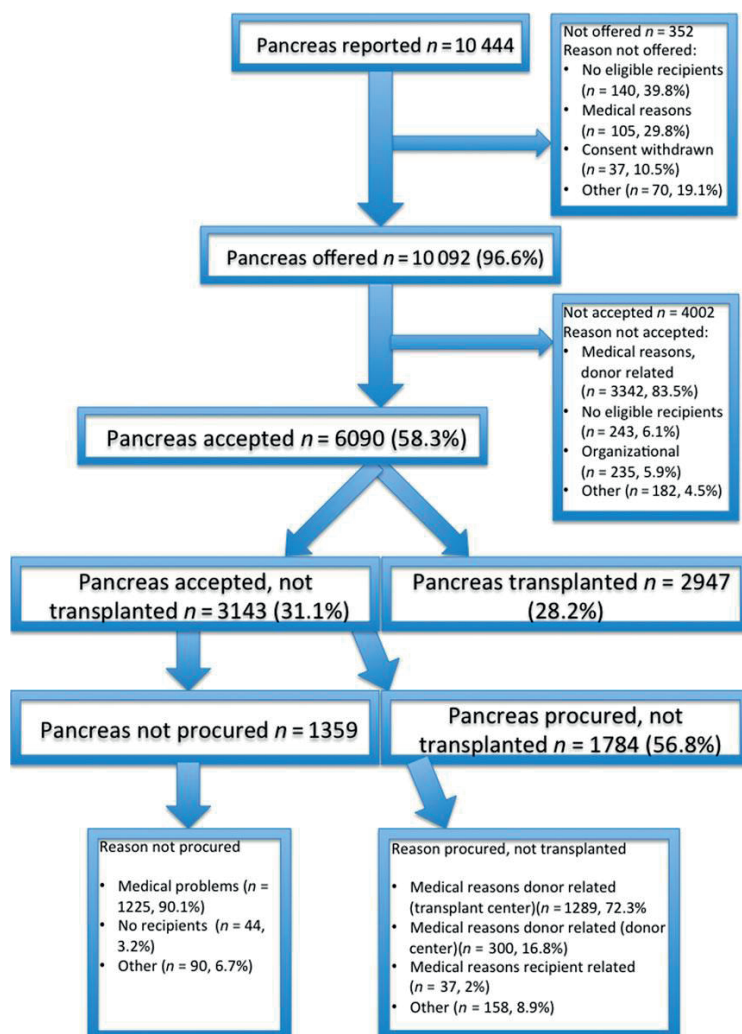 Pancreas reported n = 10 444
Not offered n = 352
Reason not offered:
• No eligible recipients
(n = 140, 39.8%)
• Medical reasons
(n = 105, 29.8%)
• Consent withdrawn
(n = 37, 10.5%)
• Other (n = 70, 19.1%)
Pancreas offered n = 10 092 (96.6%)
Not accepted n = 4002
Reason not accepted:
• Medical reasons,
donor related
(n = 3342, 83.5%)
• No eligible recipients
(n = 243, 6.1%)
• Organizational
(n = 235, 5.9%)
• Other (n = 182, 4.5%)
Pancreas accepted n = 6090 (58.3%)
Pancreas accepted, not
transplanted n = 3143 (31.1%)
Pancreas transplanted n = 2947
(28.2%)
Pancreas not procured n = 1359
Pancreas procured, not
transplanted n = 1784 (56.8%)
Reason not procured
• Medical problems (n =
1225, 90.1%)
• No recipients (n = 44,
3.2%)
• Other (n = 90, 6.7%)
Reason procured, not transplanted
• Medical reasons donor related
(transplant center)(n = 1289, 72.3%
• Medical reasons donor related (donor
center)(n = 300, 16.8%)
• Medical reasons recipient related
(n = 37, 2%)
• Other (n = 158, 8.9%)